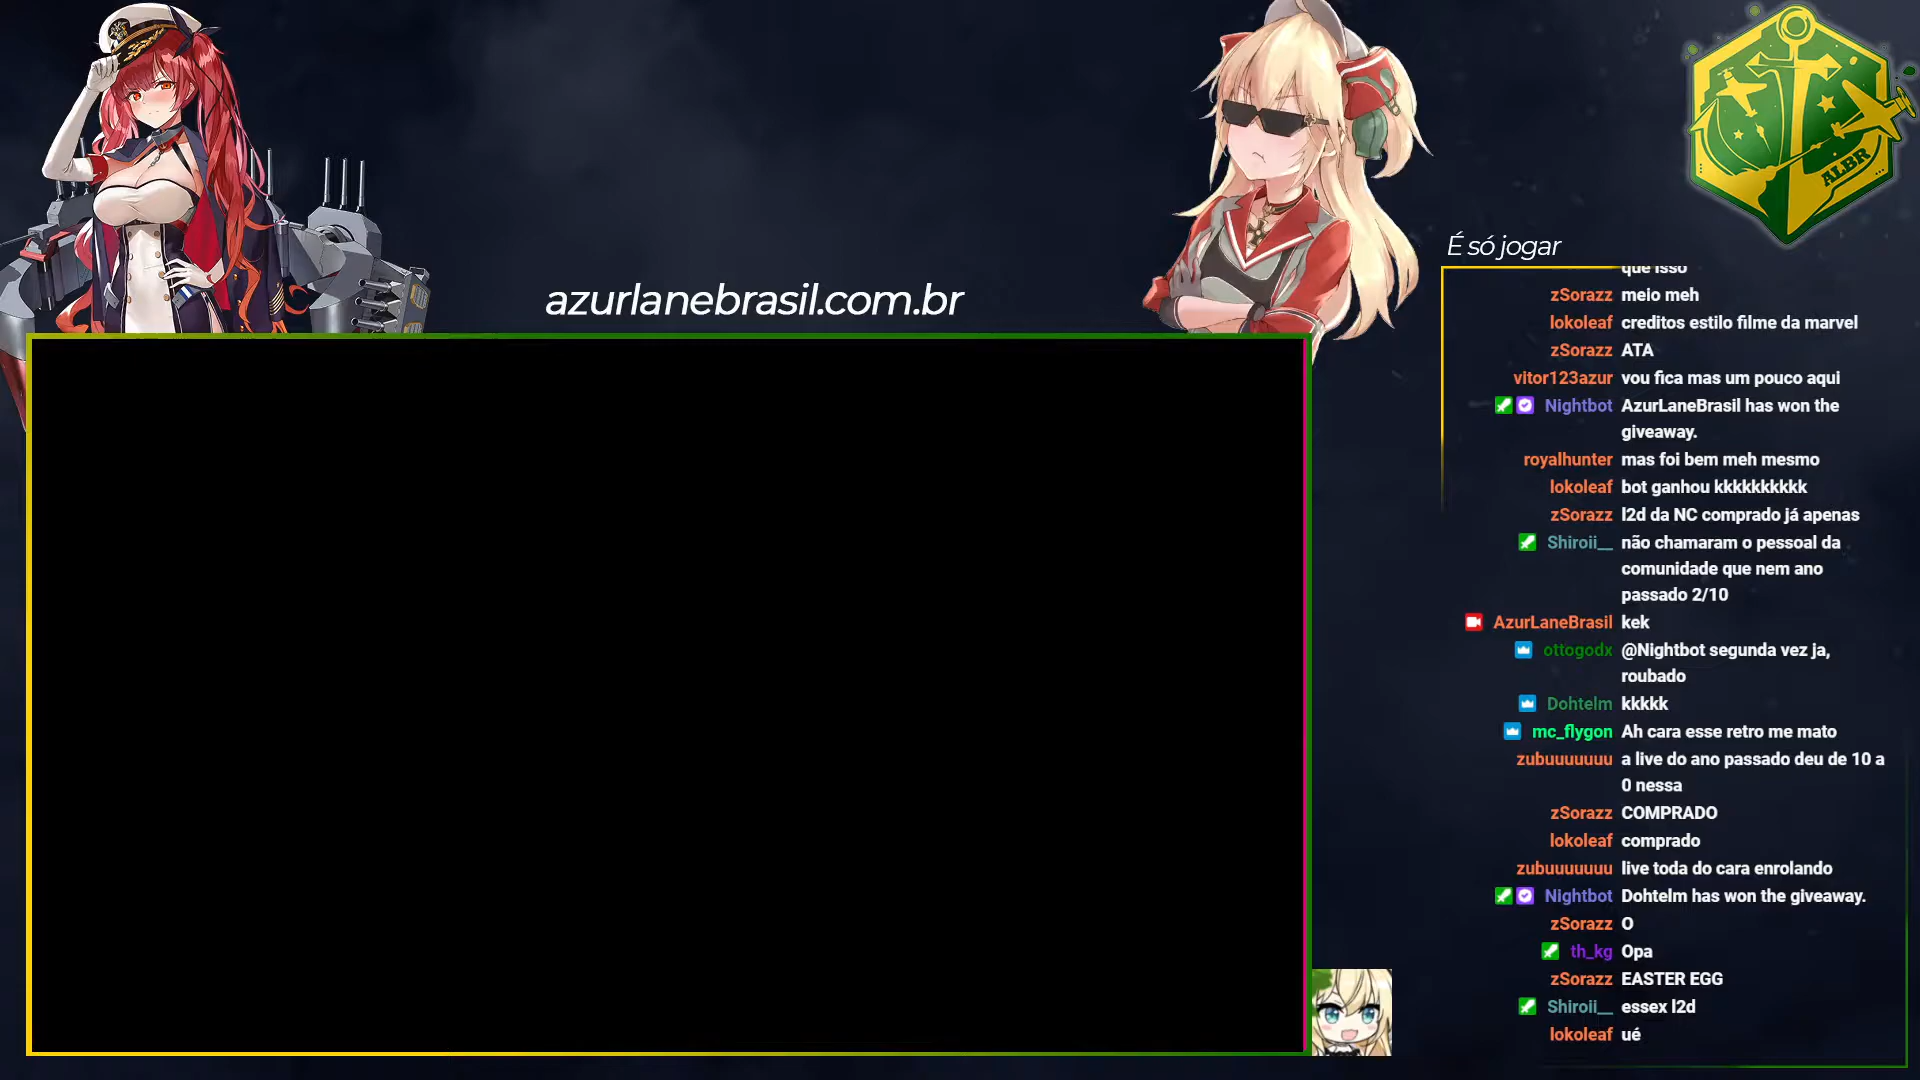 azurlanebrasil.com.br
ALBR
É só jogar
que isso
zSorazz meio meh
lokoleaf creditos estilo filme da marvel
zSorazz ATA
vitor123azur vou fica mas um pouco aqui
Nightbot AzurLaneBrasil has won the
giveaway.
royalhunter mas foi bem meh mesmo
lokoleaf bot ganhou kkkkkkkkkk
zSorazz l2d da NC comprado já apenas
Shiroii__ não chamaram o pessoal da
comunidade que nem ano
passado 2/10
AzurLaneBrasil kek
ottogodx @Nightbot segunda vez ja,
roubado
Dohtelm kkkkk
mc_flygon Ah cara esse retro me mato
zubuuuuuuu a live do ano passado deu de 10 a
0 nessa
zSorazz COMPRADO
lokoleaf comprado
zubuuuuuuu live toda do cara enrolando
Nightbot Dohtelm has won the giveaway.
zSorazz O
th_kg Opa
zSorazz EASTER EGG
Shiroii__ essex l2d
lokoleaf ué